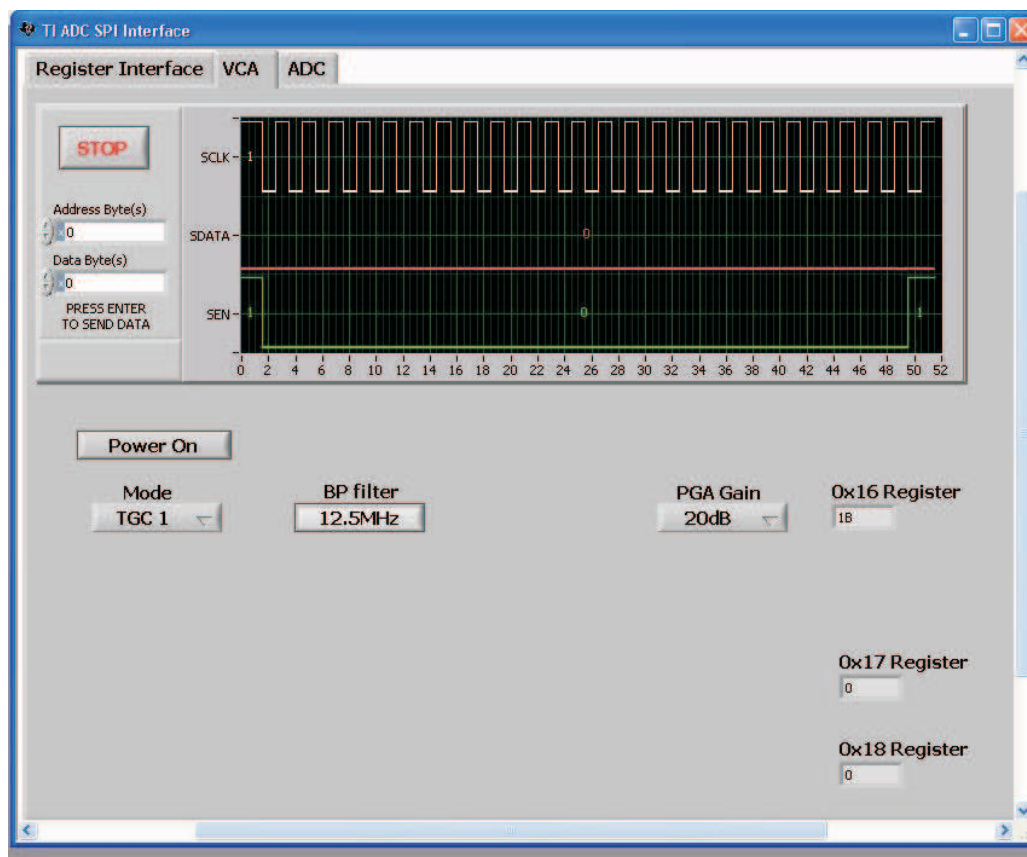 TI ADC SPI Interface
Register Interface VCA ADC
STOP
Address Byte(s)
x0
Data Byte(s)
x0
PRESS ENTER
TO SEND DATA
SCLK 1
SDATA 0
SEN 1 0 1
0 2 4 6 8 10 12 14 16 18 20 22 24 26 28 30 32 34 36 38 40 42 44 46 48 50 52
Power On
Mode BP filter PGA Gain 0x16 Register
TGC 1 12.5MHz 20dB 1B
0x17 Register
0
0x18 Register
0